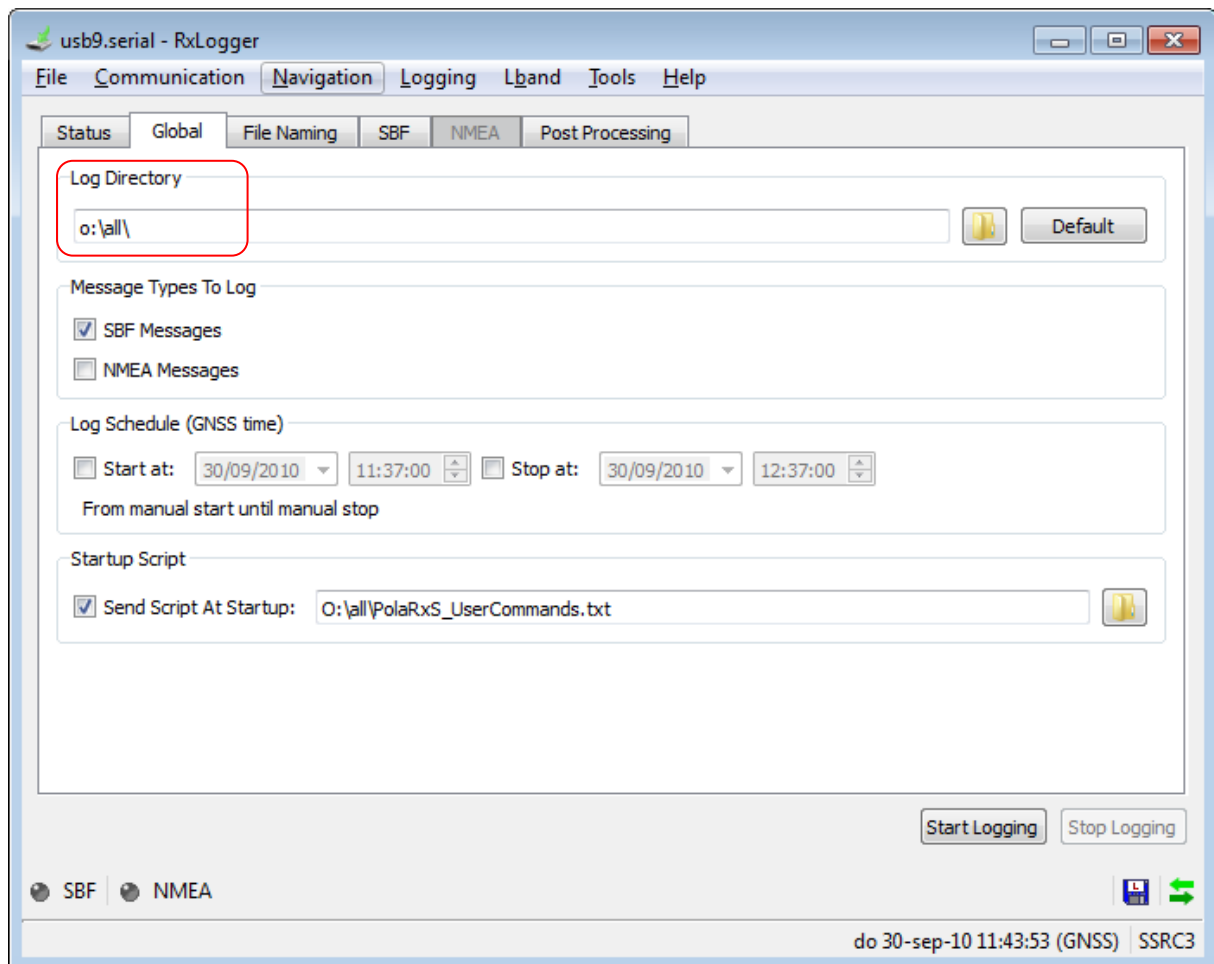 usb9.serial - RxLogger
File Communication Navigation Logging Lband Tools Help
Status Global File Naming SBF NMEA Post Processing
Log Directory
o:\all\ Default
Message Types To Log
SBF Messages
NMEA Messages
Log Schedule (GNSS time)
Start at: 30/09/2010 11:37:00 Stop at: 30/09/2010 12:37:00
From manual start until manual stop
Startup Script
Send Script At Startup: O:\all\PolaRxS_UserCommands.txt
Start Logging Stop Logging
SBF NMEA L
do 30-sep-10 11:43:53 (GNSS) SSRC3